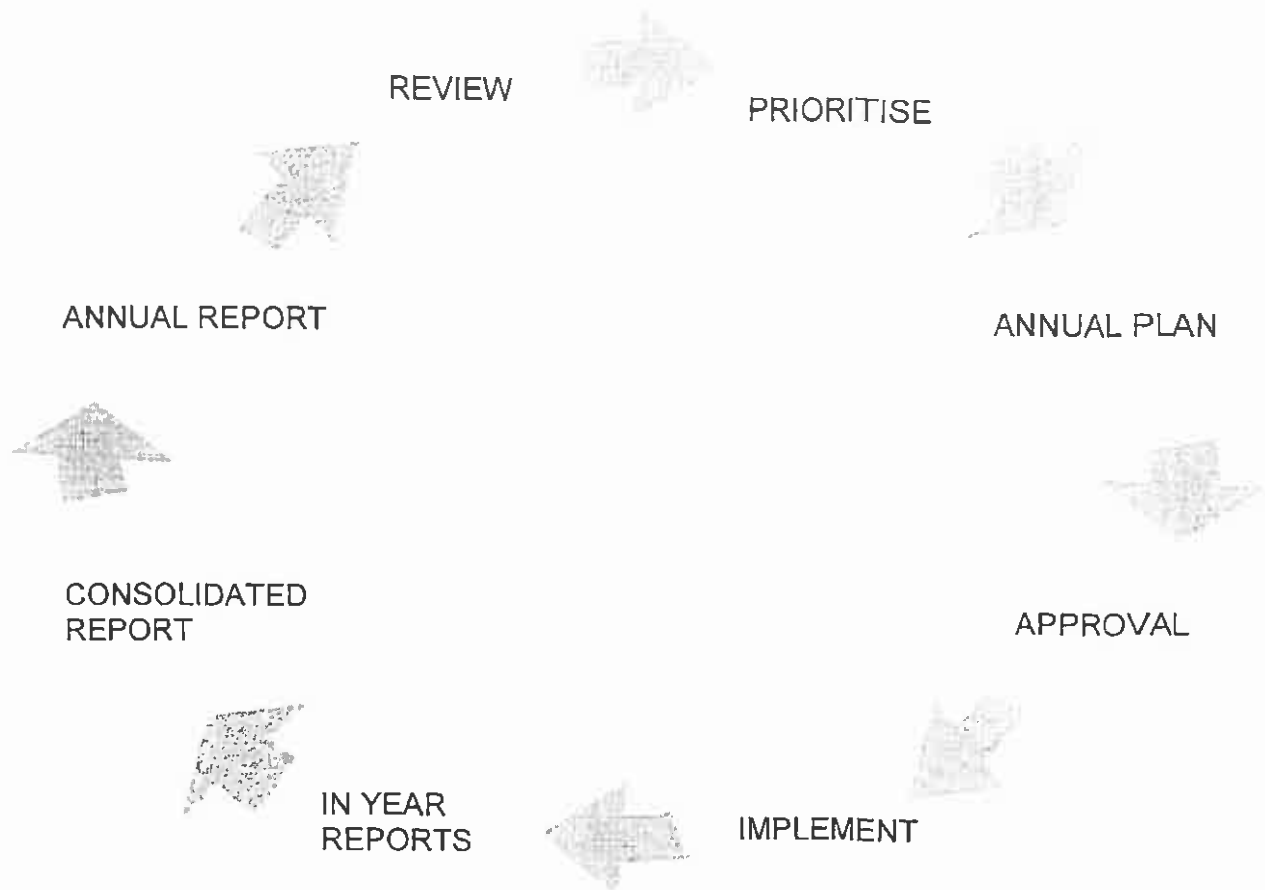 REVIEW
PRIORITISE
ANNUAL PLAN
APPROVAL
IMPLEMENT
IN YEAR
REPORTS
CONSOLIDATED
REPORT
ANNUAL REPORT